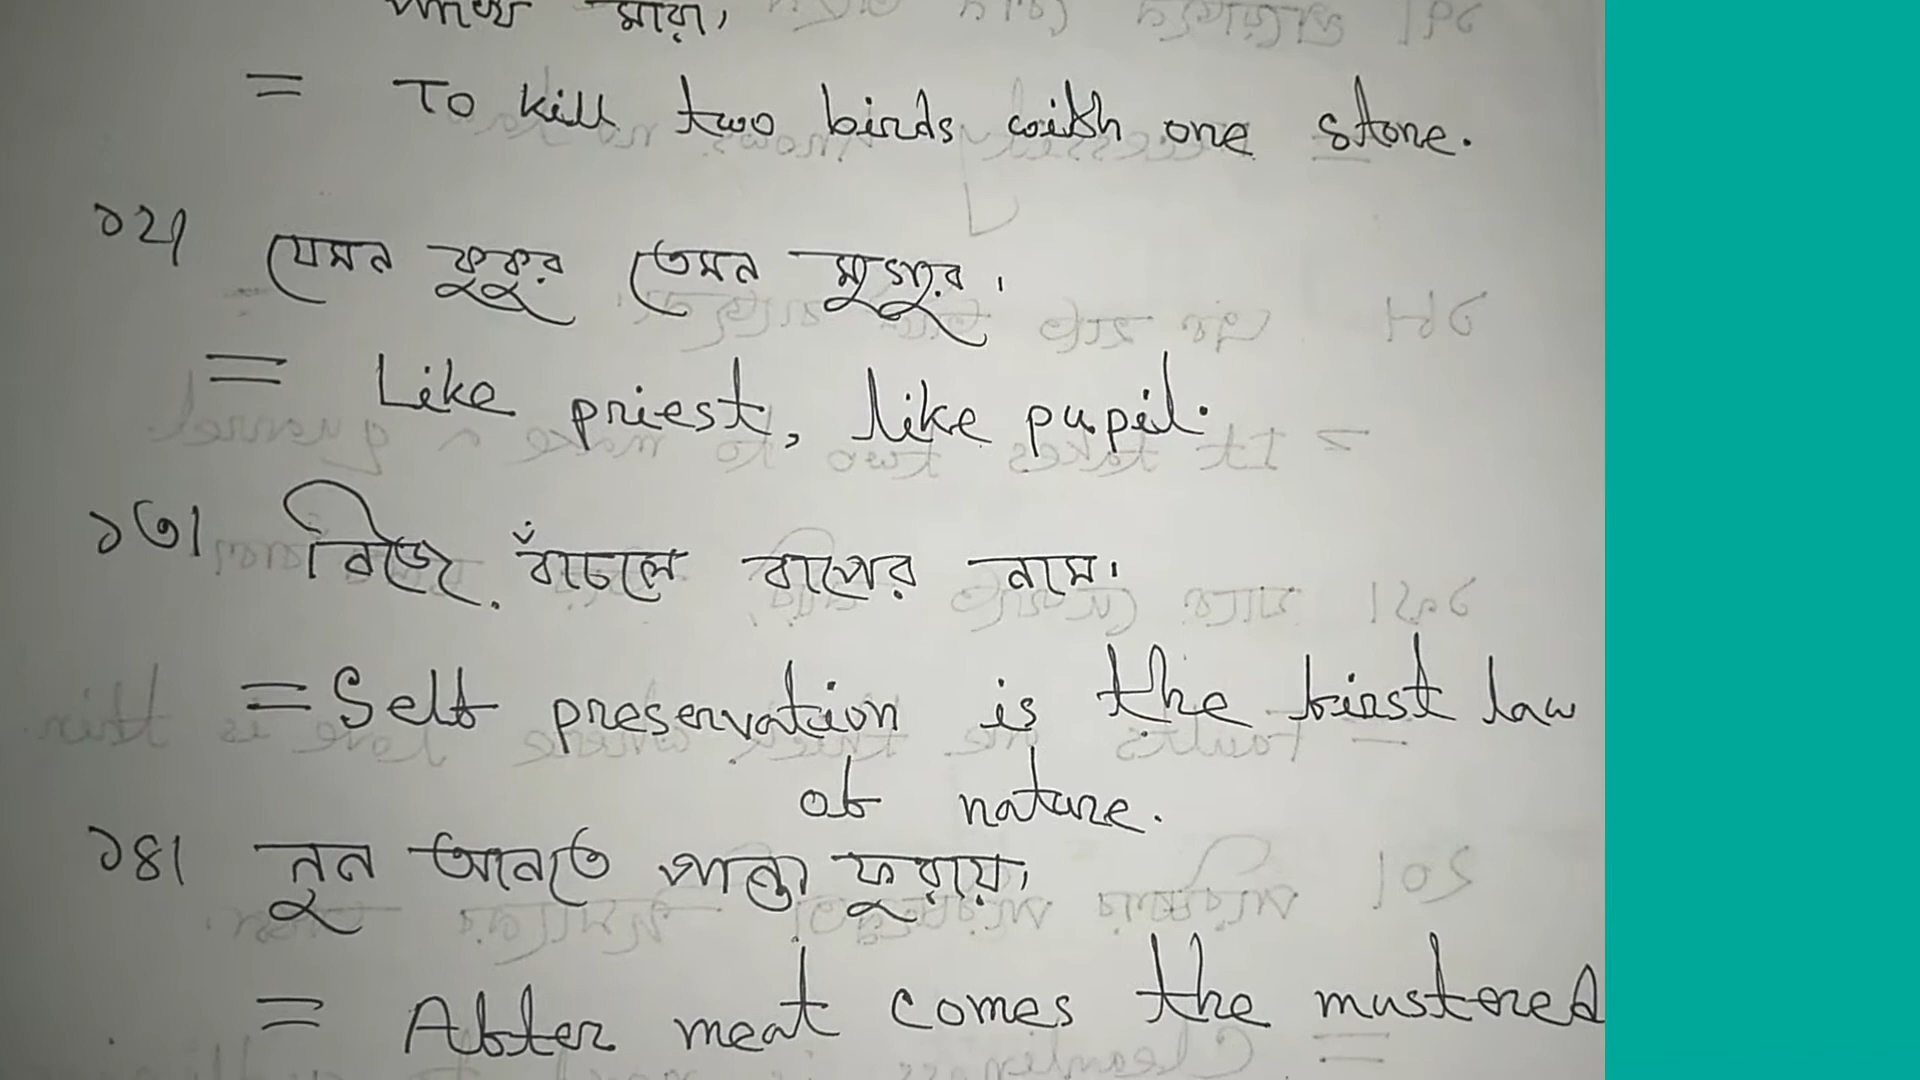 মারা।
= To kill two birds with one stone.
১২। যেমন কুকুর তেমন মুগুর।
= Like priest, like pupil.
১৩। নিজে বাঁচলে বাপের নাম।
= Self preservation is the first law
of nature.
১৪। নুন আনতে পান্তা ফুরায়।
= After meat comes the mustered